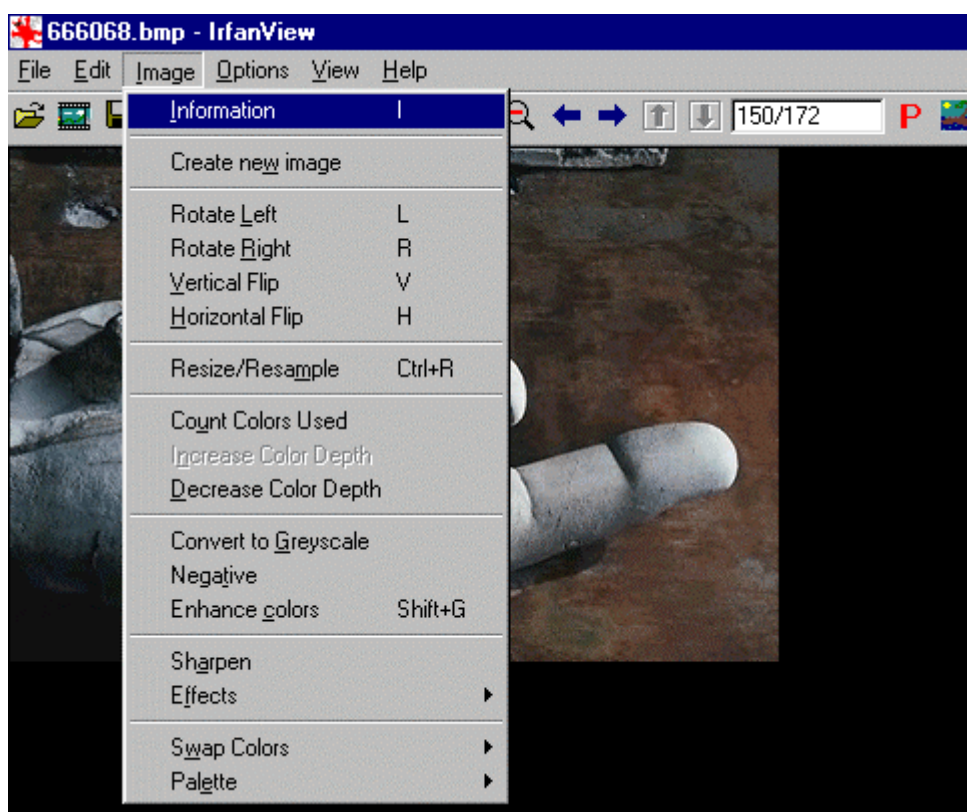 666068.bmp - IrfanView
File Edit Image Options View Help
150/172 P
Information I
Create new image
Rotate Left L
Rotate Right R
Vertical Flip V
Horizontal Flip H
Resize/Resample Ctrl+R
Count Colors Used
Increase Color Depth
Decrease Color Depth
Convert to Greyscale
Negative
Enhance colors Shift+G
Sharpen
Effects
Swap Colors
Palette